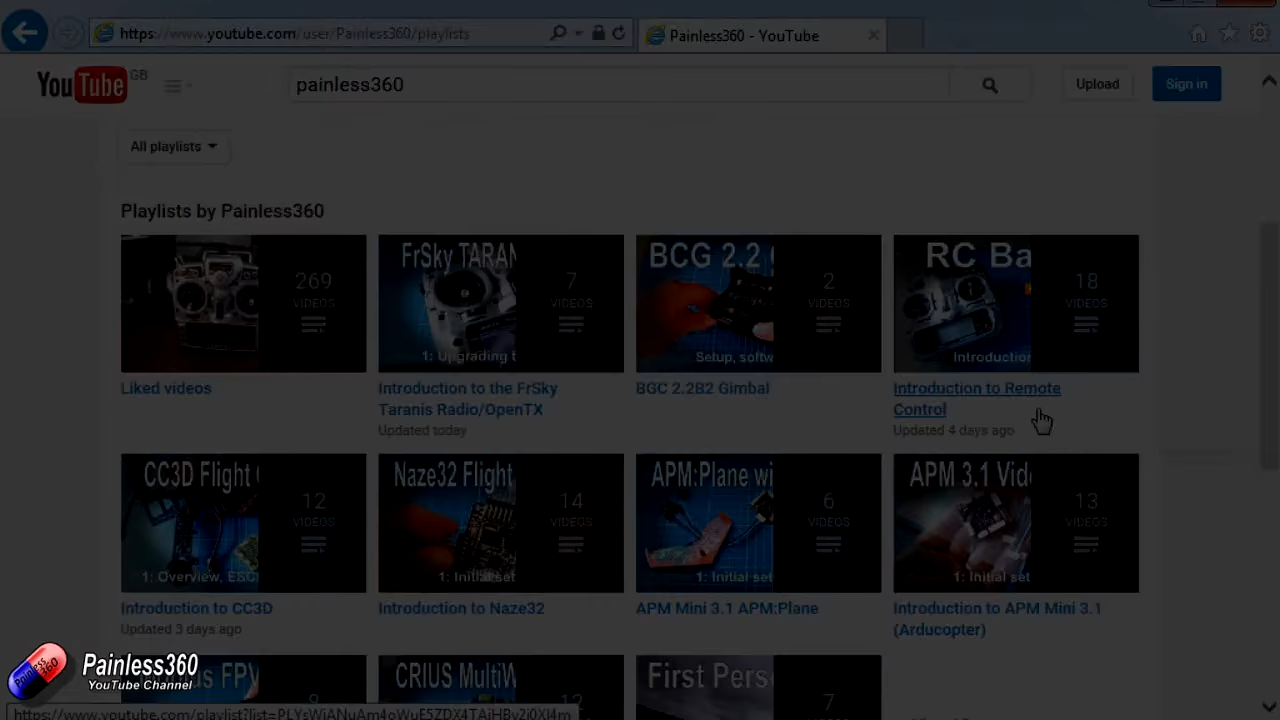 https://www.youtube.com/user/Painless360/playlists
Painless360 - YouTube
YouTube GB
painless360
Upload
Sign in
All playlists
Playlists by Painless360
269 VIDEOS
FrSky TARAN
7 VIDEOS
1: Upgrading t
BCG 2.2
2 VIDEOS
Setup, softw
RC Ba
18 VIDEOS
Introduction
Liked videos
Introduction to the FrSky Taranis Radio/OpenTX
Updated today
BGC 2.2B2 Gimbal
Introduction to Remote Control
Updated 4 days ago
CC3D Flight
12 VIDEOS
1: Overview, ESC
Naze32 Flight
14 VIDEOS
1: Initial set
APM:Plane wi
6 VIDEOS
1: Initial set
APM 3.1 Vid
13 VIDEOS
1: Initial set
Introduction to CC3D
Updated 3 days ago
Introduction to Naze32
APM Mini 3.1 APM:Plane
Introduction to APM Mini 3.1 (Arducopter)
Painless360
YouTube Channel
us FPV
9
CRIUS MultiW
12
First Pers
7